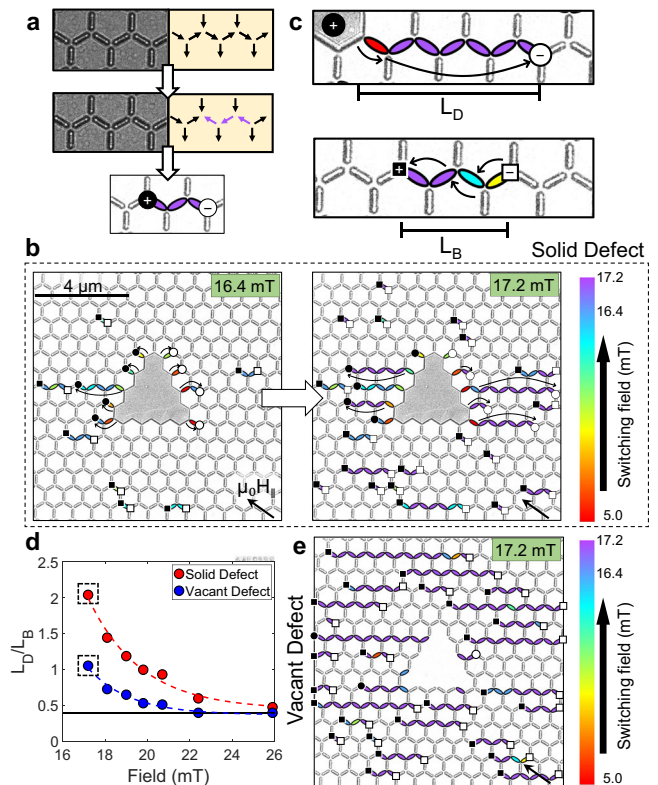 a
c
+
−
L_D
+
−
+
−
L_B
b
Solid Defect
4 µm
16.4 mT
17.2 mT
µ₀H∥
17.2
16.4
5.0
Switching field (mT)
d
2.5
2
1.5
1
0.5
0
L_D/L_B
Solid Defect
Vacant Defect
16 18 20 22 24 26
Field (mT)
e
Vacant Defect
17.2 mT
17.2
16.4
5.0
Switching field (mT)